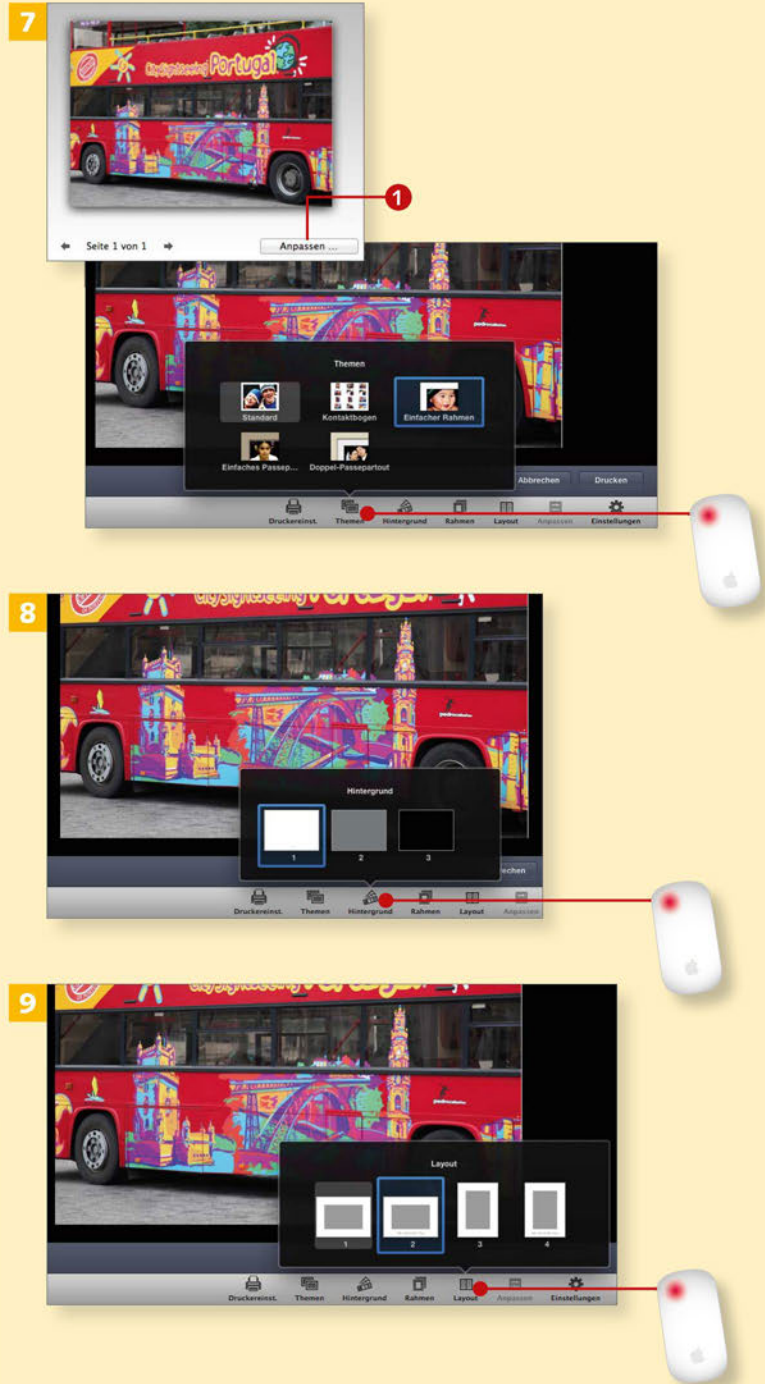 7
CitySightseeing Portugal
Seite 1 von 1
Anpassen ...
1
Themen
Standard
Kontaktbogen
Einfacher Rahmen
Einfaches Passep...
Doppel-Passepartout
Abbrechen
Drucken
Druckereinst.
Themen
Hintergrund
Rahmen
Layout
Anpassen
Einstellungen
8
CitySightseeing
Hintergrund
1
2
3
rechen
Druckereinst.
Themen
Hintergrund
Rahmen
Layout
Anpassen
9
Layout
1
2
3
4
Druckereinst.
Themen
Hintergrund
Rahmen
Layout
Anpassen
Einstellungen